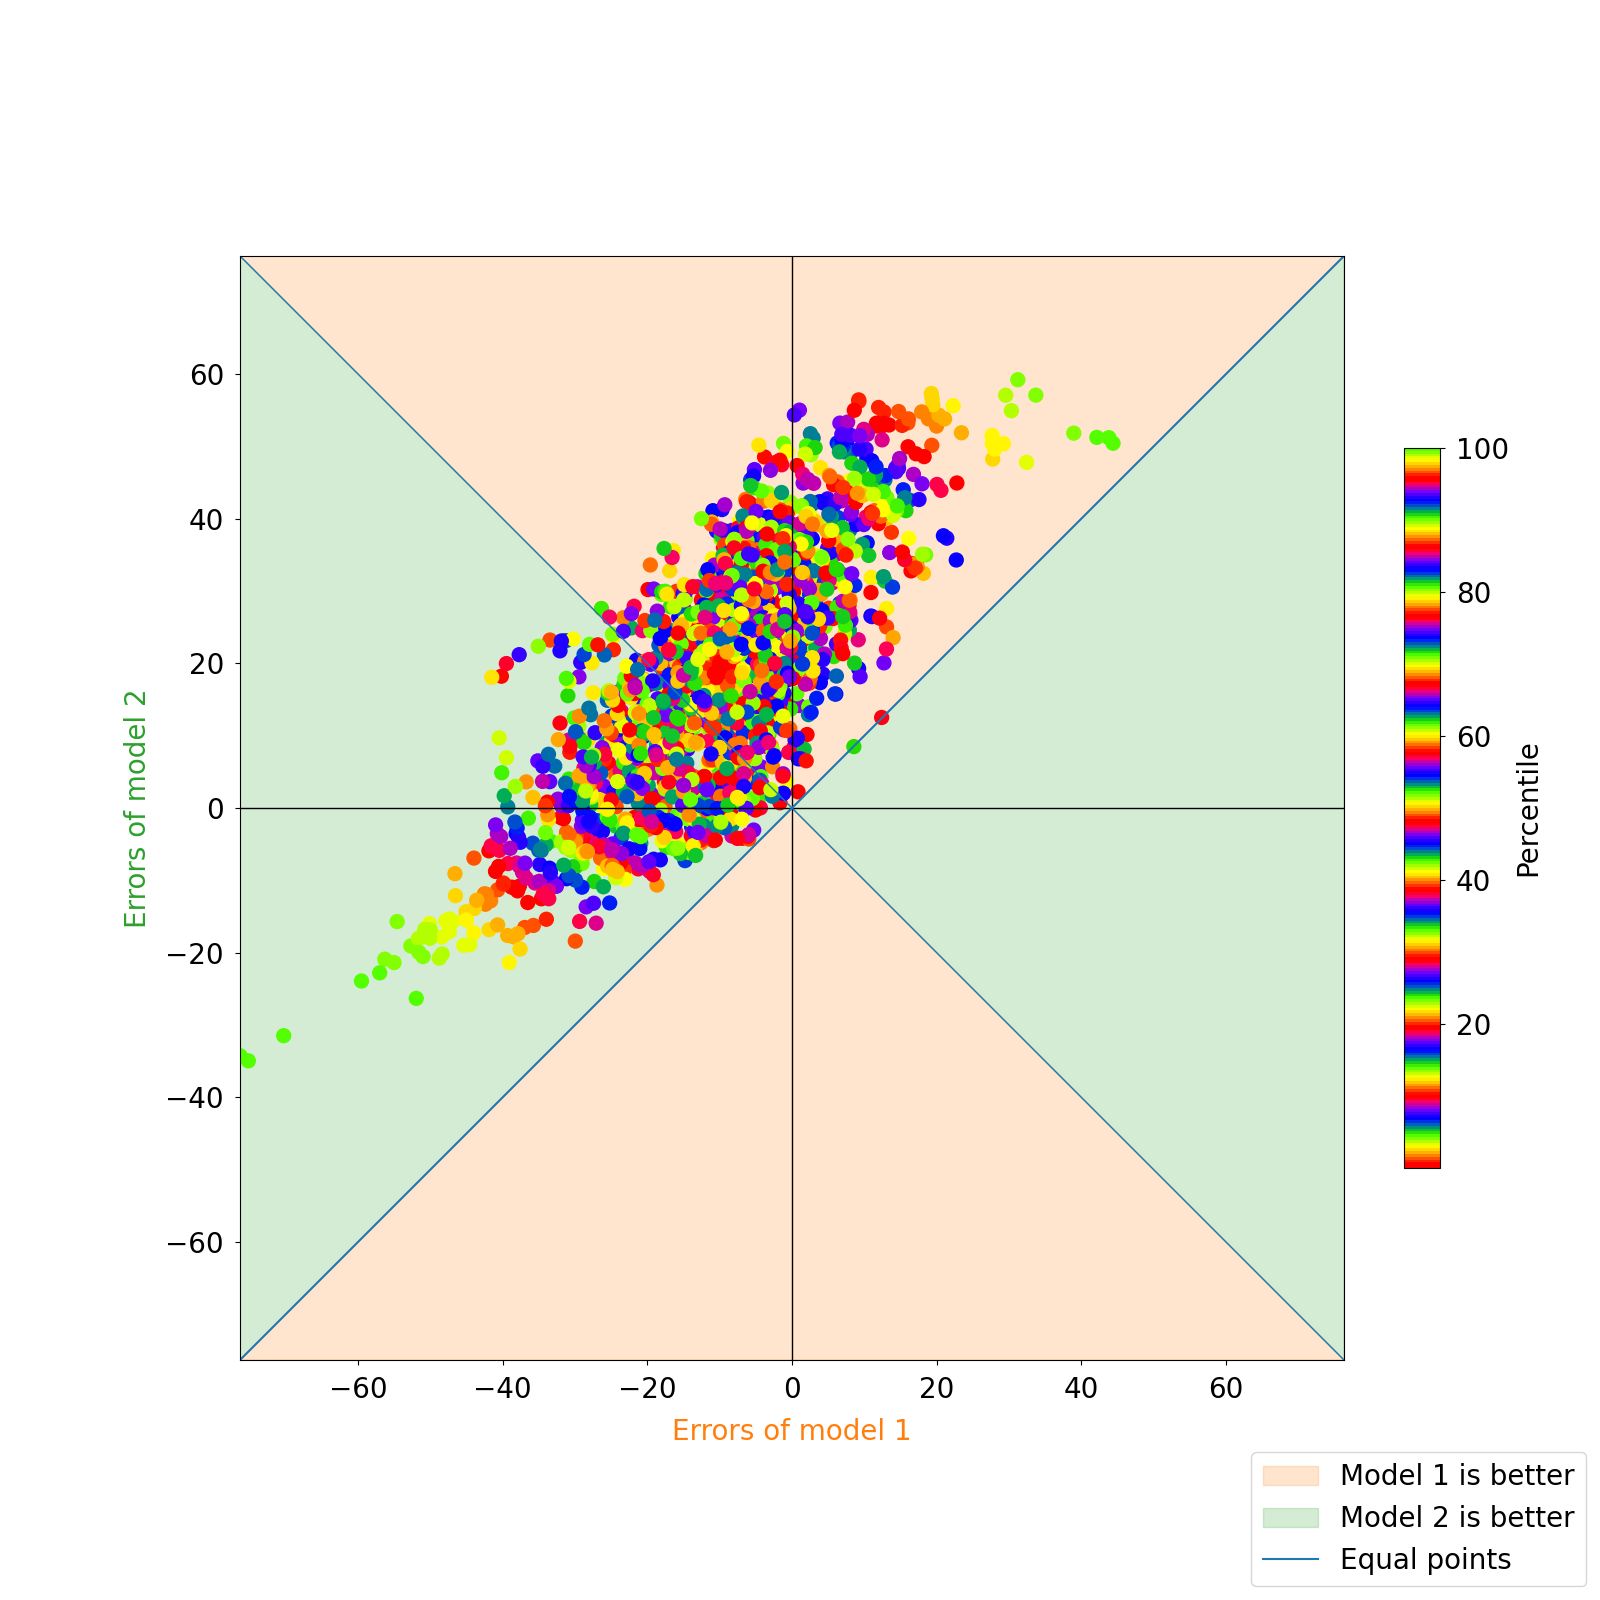 60
40
20
0
−20
−40
−60
Errors of model 2
−60 −40 −20 0 20 40 60
Errors of model 1
100
80
60
40
20
Percentile
Model 1 is better
Model 2 is better
Equal points